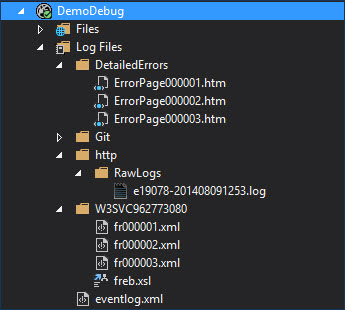 DemoDebug
Files
Log Files
DetailedErrors
ErrorPage000001.htm
ErrorPage000002.htm
ErrorPage000003.htm
Git
http
RawLogs
e19078-201408091253.log
W3SVC962773080
fr000001.xml
fr000002.xml
fr000003.xml
freb.xsl
eventlog.xml